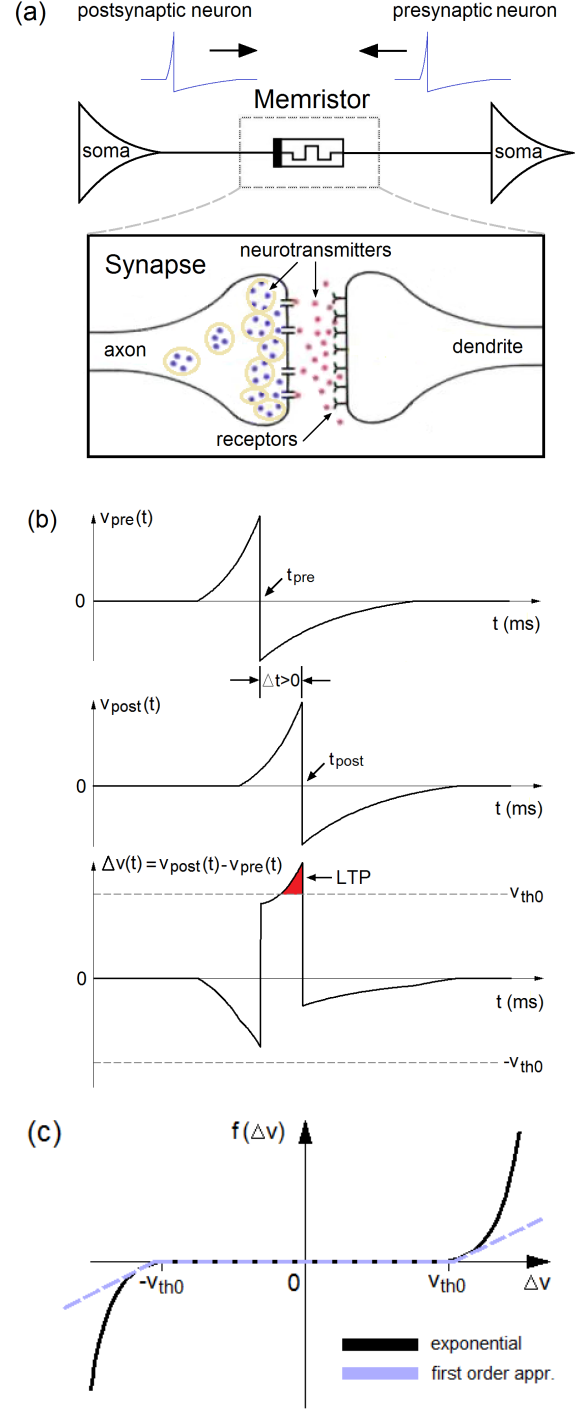 (a)
postsynaptic neuron
presynaptic neuron
Memristor
soma
soma
Synapse
neurotransmitters
axon
dendrite
receptors
(b)
vpre(t)
tpre
0
t (ms)
Δt>0
vpost(t)
tpost
0
t (ms)
Δv(t)=vpost(t)-vpre(t)
LTP
vth0
0
t (ms)
-vth0
(c)
f(Δv)
-vth0
0
vth0
Δv
exponential
first order appr.